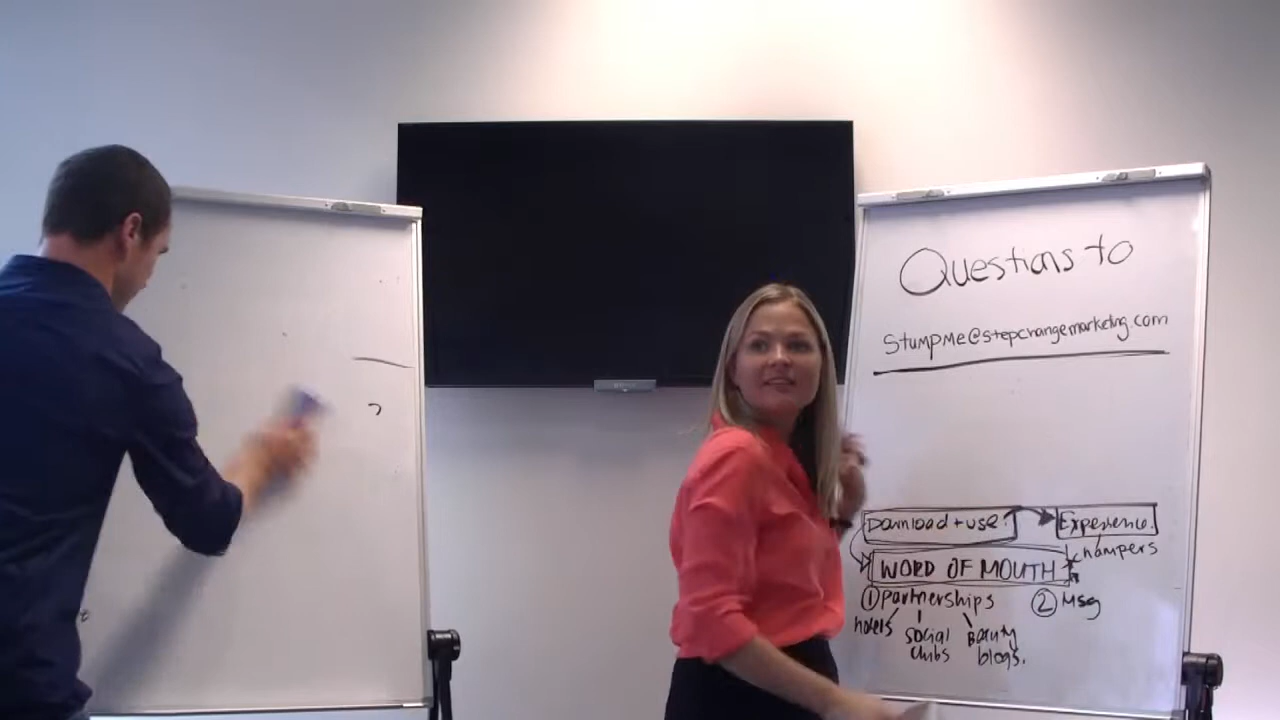 Questions to
Stumpme@stepchangemarketing.com
Download + use.
Experience.
champers
WORD OF MOUTH
① Partnerships
② Msg
hotels
social clubs
Beauty blogs.